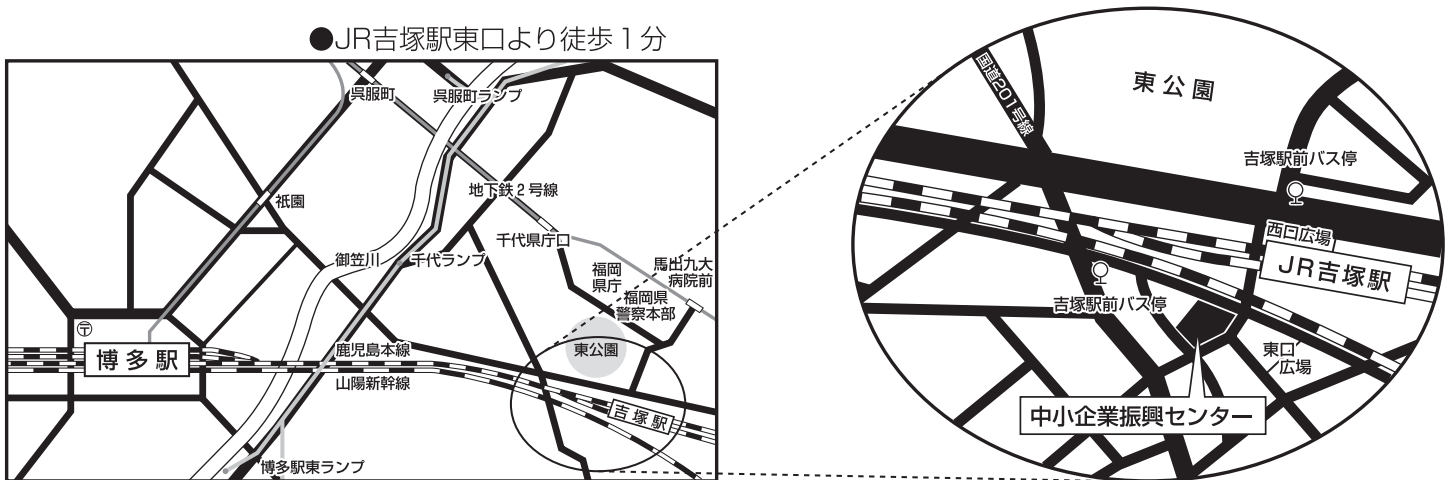 ●JR吉塚駅東口より徒歩1分
呉服町
呉服町ランプ
祇園
地下鉄2号線
千代県庁口
御笠川
千代ランプ
福岡
県庁
馬出九大
病院前
福岡県
警察本部
〒
博多駅
鹿児島本線
山陽新幹線
東公園
吉塚駅
博多駅東ランプ
国道201号線
東公園
吉塚駅前バス停
西口広場
JR吉塚駅
吉塚駅前バス停
東口
広場
中小企業振興センター